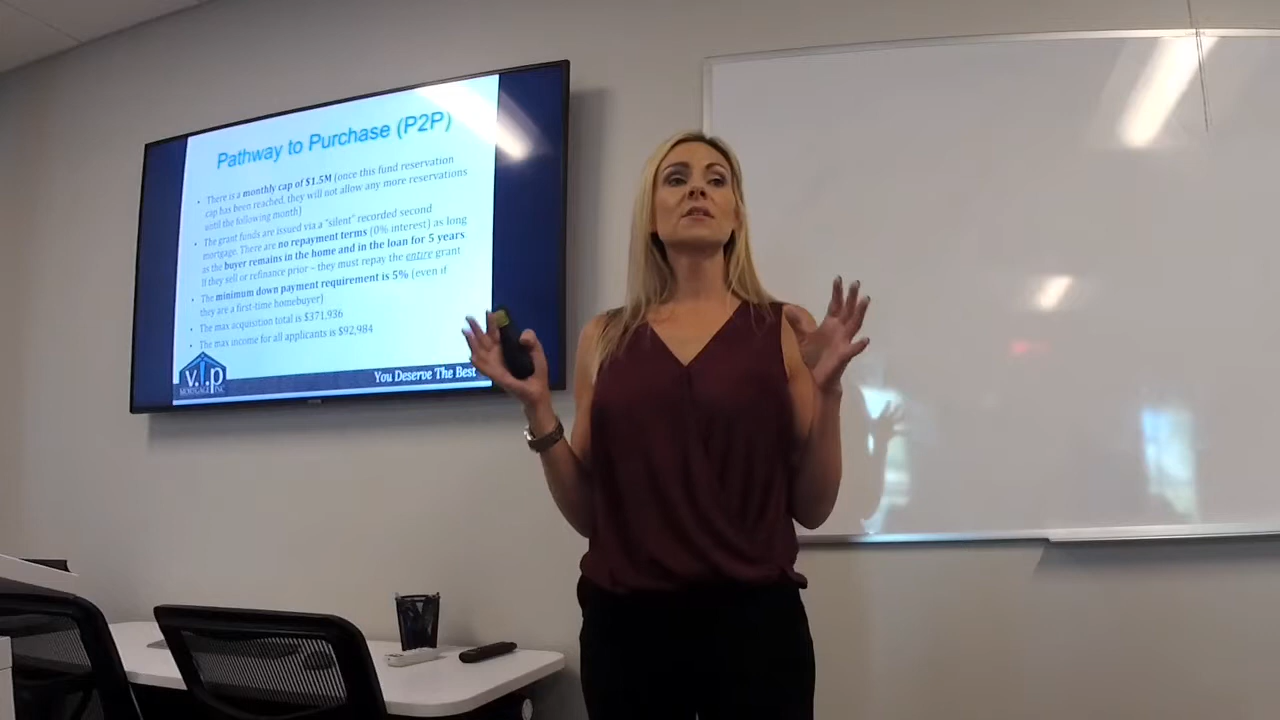 Pathway to Purchase (P2P)
• There is a monthly cap of $1.5M (once this fund reservation
cap has been reached, they will not allow any more reservations
until the following month)
• The grant funds are issued via a "silent" recorded second
mortgage. There are no repayment terms (0% interest) as long
as the buyer remains in the home and in the loan for 5 years.
If they sell or refinance prior – they must repay the entire grant
• The minimum down payment requirement is 5% (even if
they are a first-time homebuyer)
• The max acquisition total is $371,936
• The max income for all applicants is $92,984
v.i.p
MORTGAGE INC
You Deserve The Best